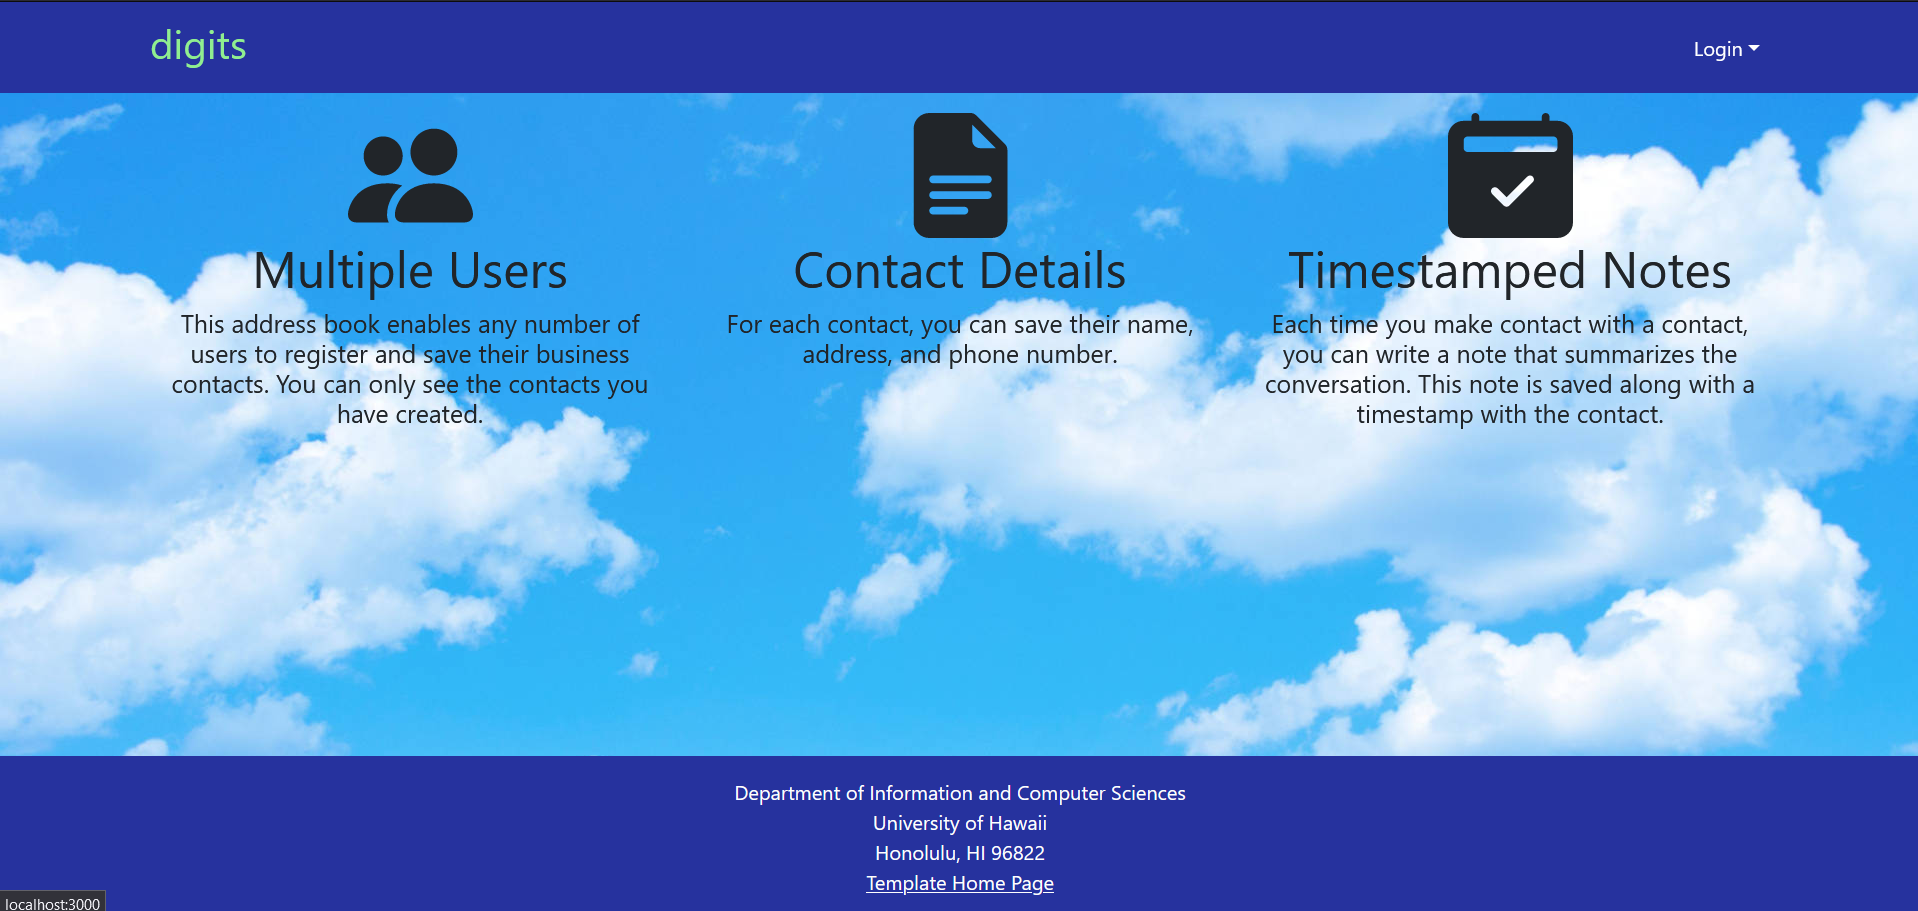 digits
Login
Multiple Users
This address book enables any number of
users to register and save their business
contacts. You can only see the contacts you
have created.
Contact Details
For each contact, you can save their name,
address, and phone number.
Timestamped Notes
Each time you make contact with a contact,
you can write a note that summarizes the
conversation. This note is saved along with a
timestamp with the contact.
Department of Information and Computer Sciences
University of Hawaii
Honolulu, HI 96822
Template Home Page
localhost:3000